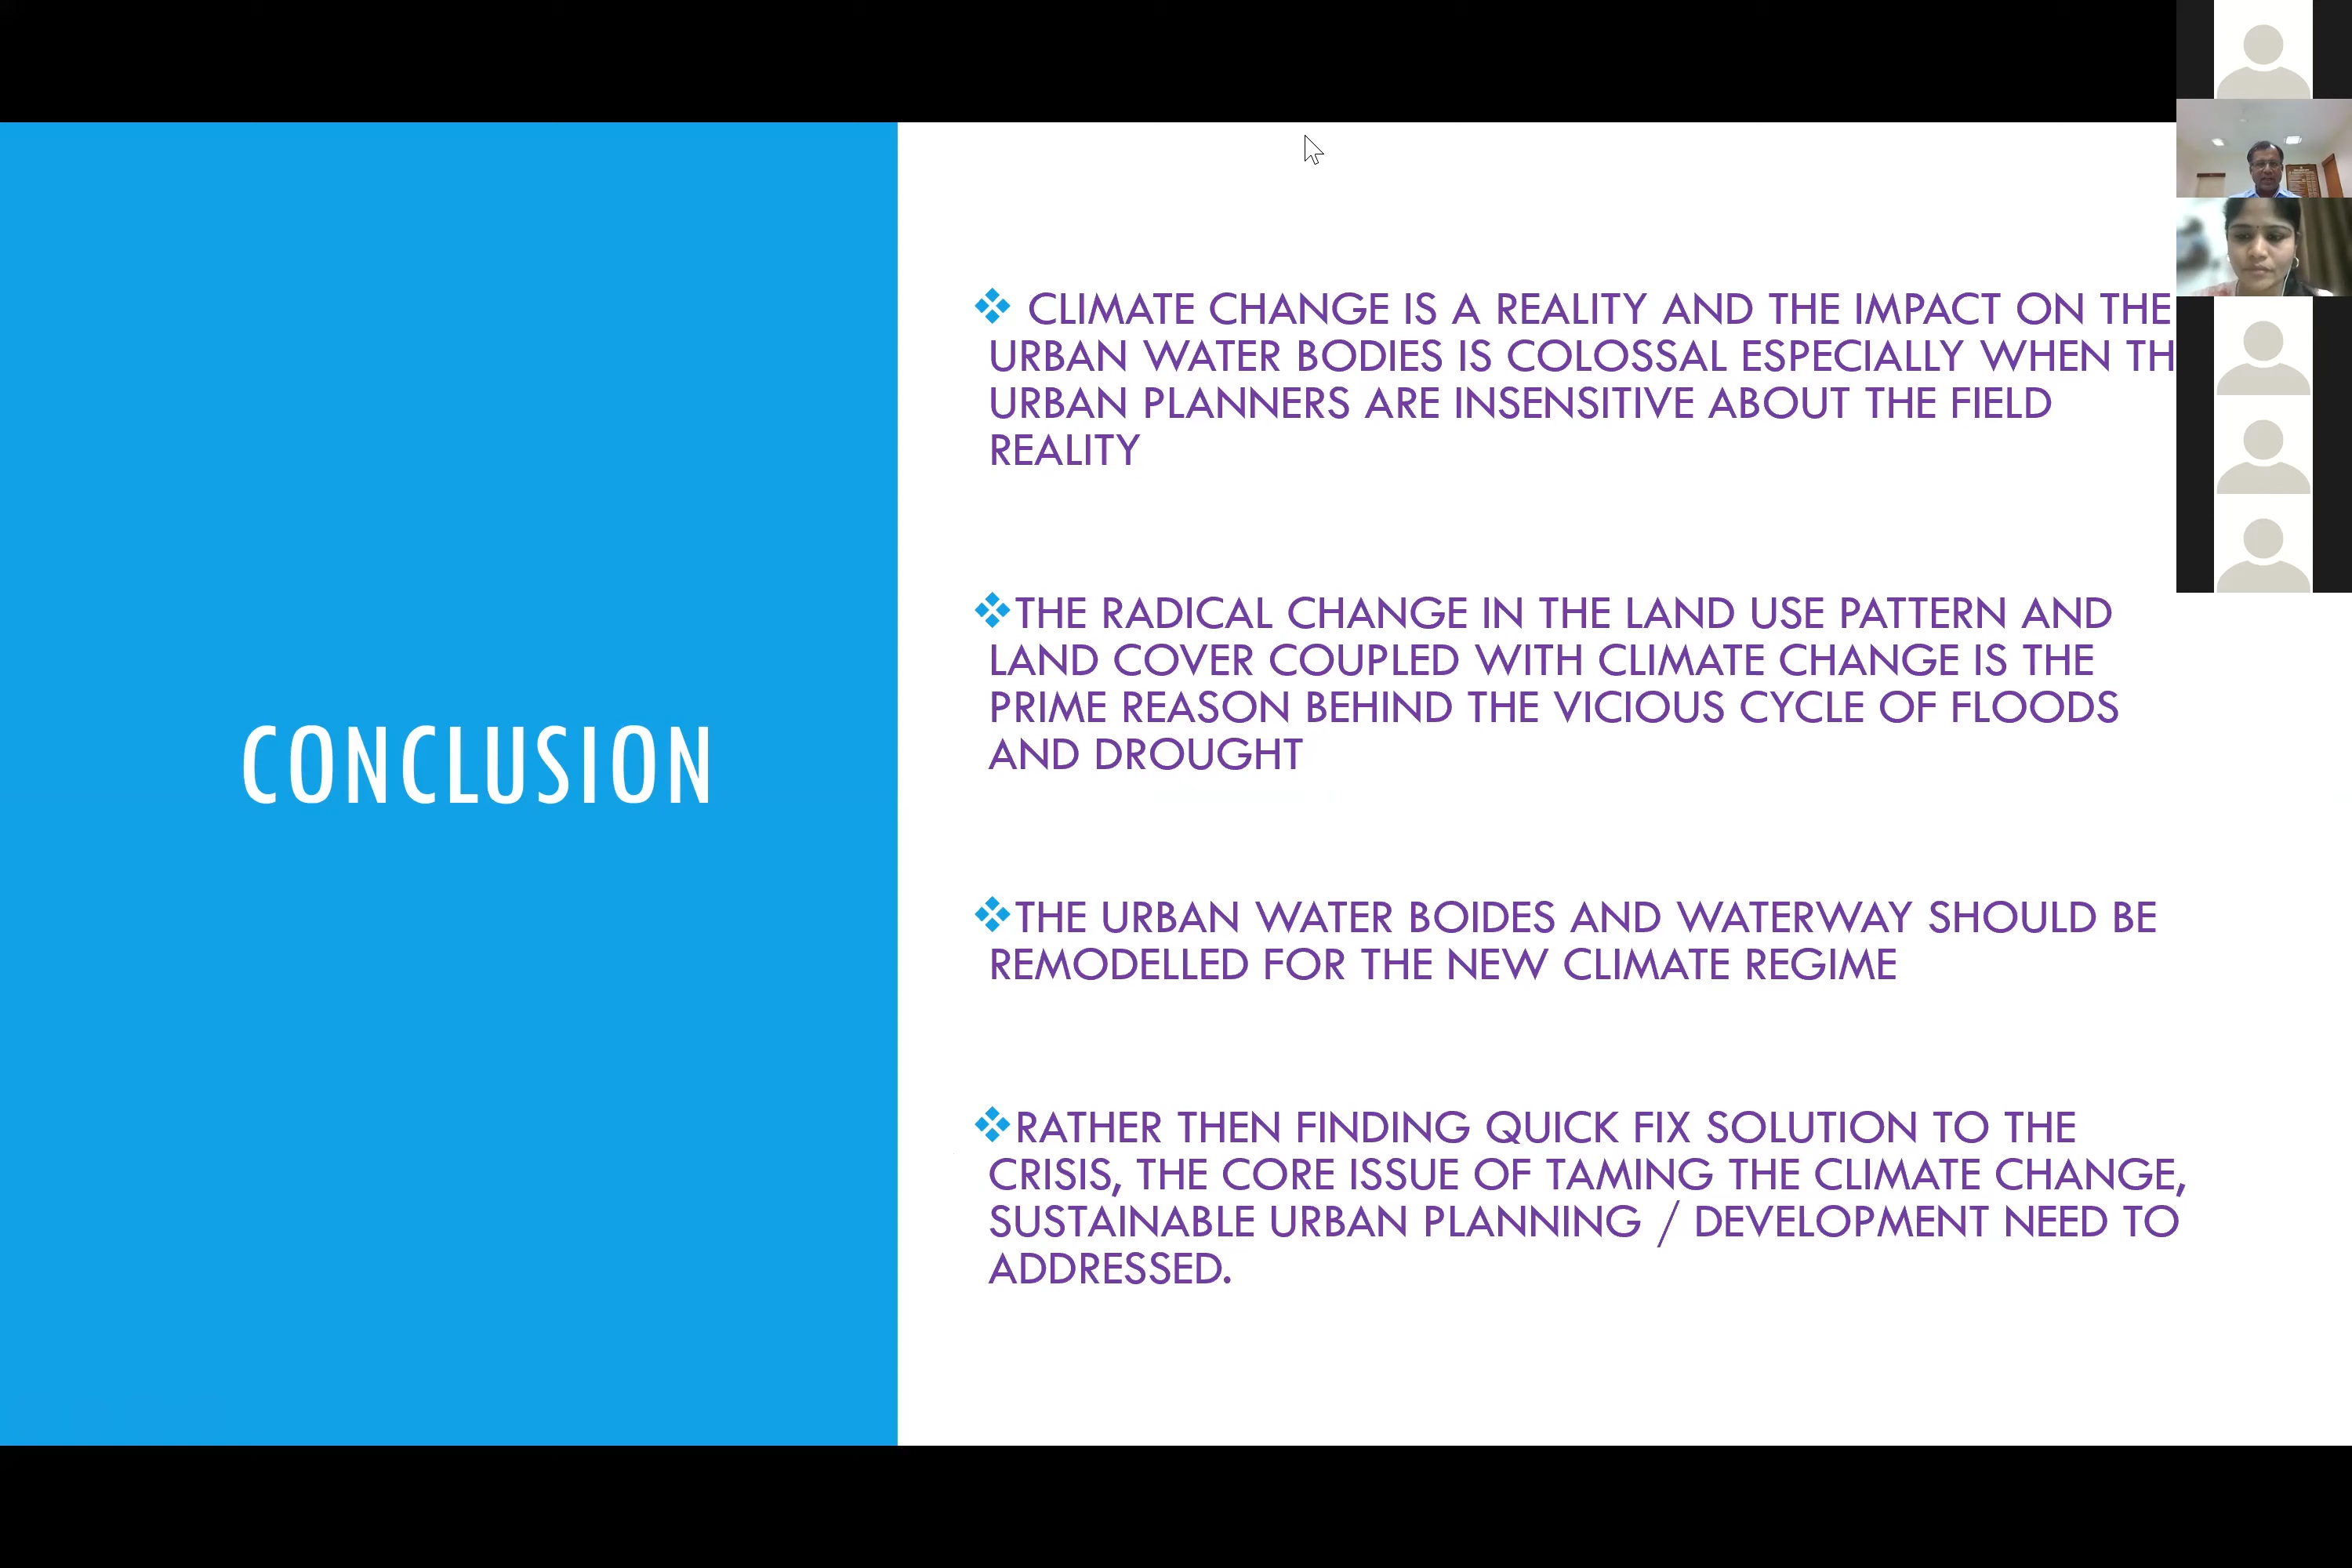 CONCLUSION
❖ CLIMATE CHANGE IS A REALITY AND THE IMPACT ON THE
URBAN WATER BODIES IS COLOSSAL ESPECIALLY WHEN TH
URBAN PLANNERS ARE INSENSITIVE ABOUT THE FIELD
REALITY
❖THE RADICAL CHANGE IN THE LAND USE PATTERN AND
LAND COVER COUPLED WITH CLIMATE CHANGE IS THE
PRIME REASON BEHIND THE VICIOUS CYCLE OF FLOODS
AND DROUGHT
❖THE URBAN WATER BOIDES AND WATERWAY SHOULD BE
REMODELLED FOR THE NEW CLIMATE REGIME
❖RATHER THEN FINDING QUICK FIX SOLUTION TO THE
CRISIS, THE CORE ISSUE OF TAMING THE CLIMATE CHANGE,
SUSTAINABLE URBAN PLANNING / DEVELOPMENT NEED TO
ADDRESSED.